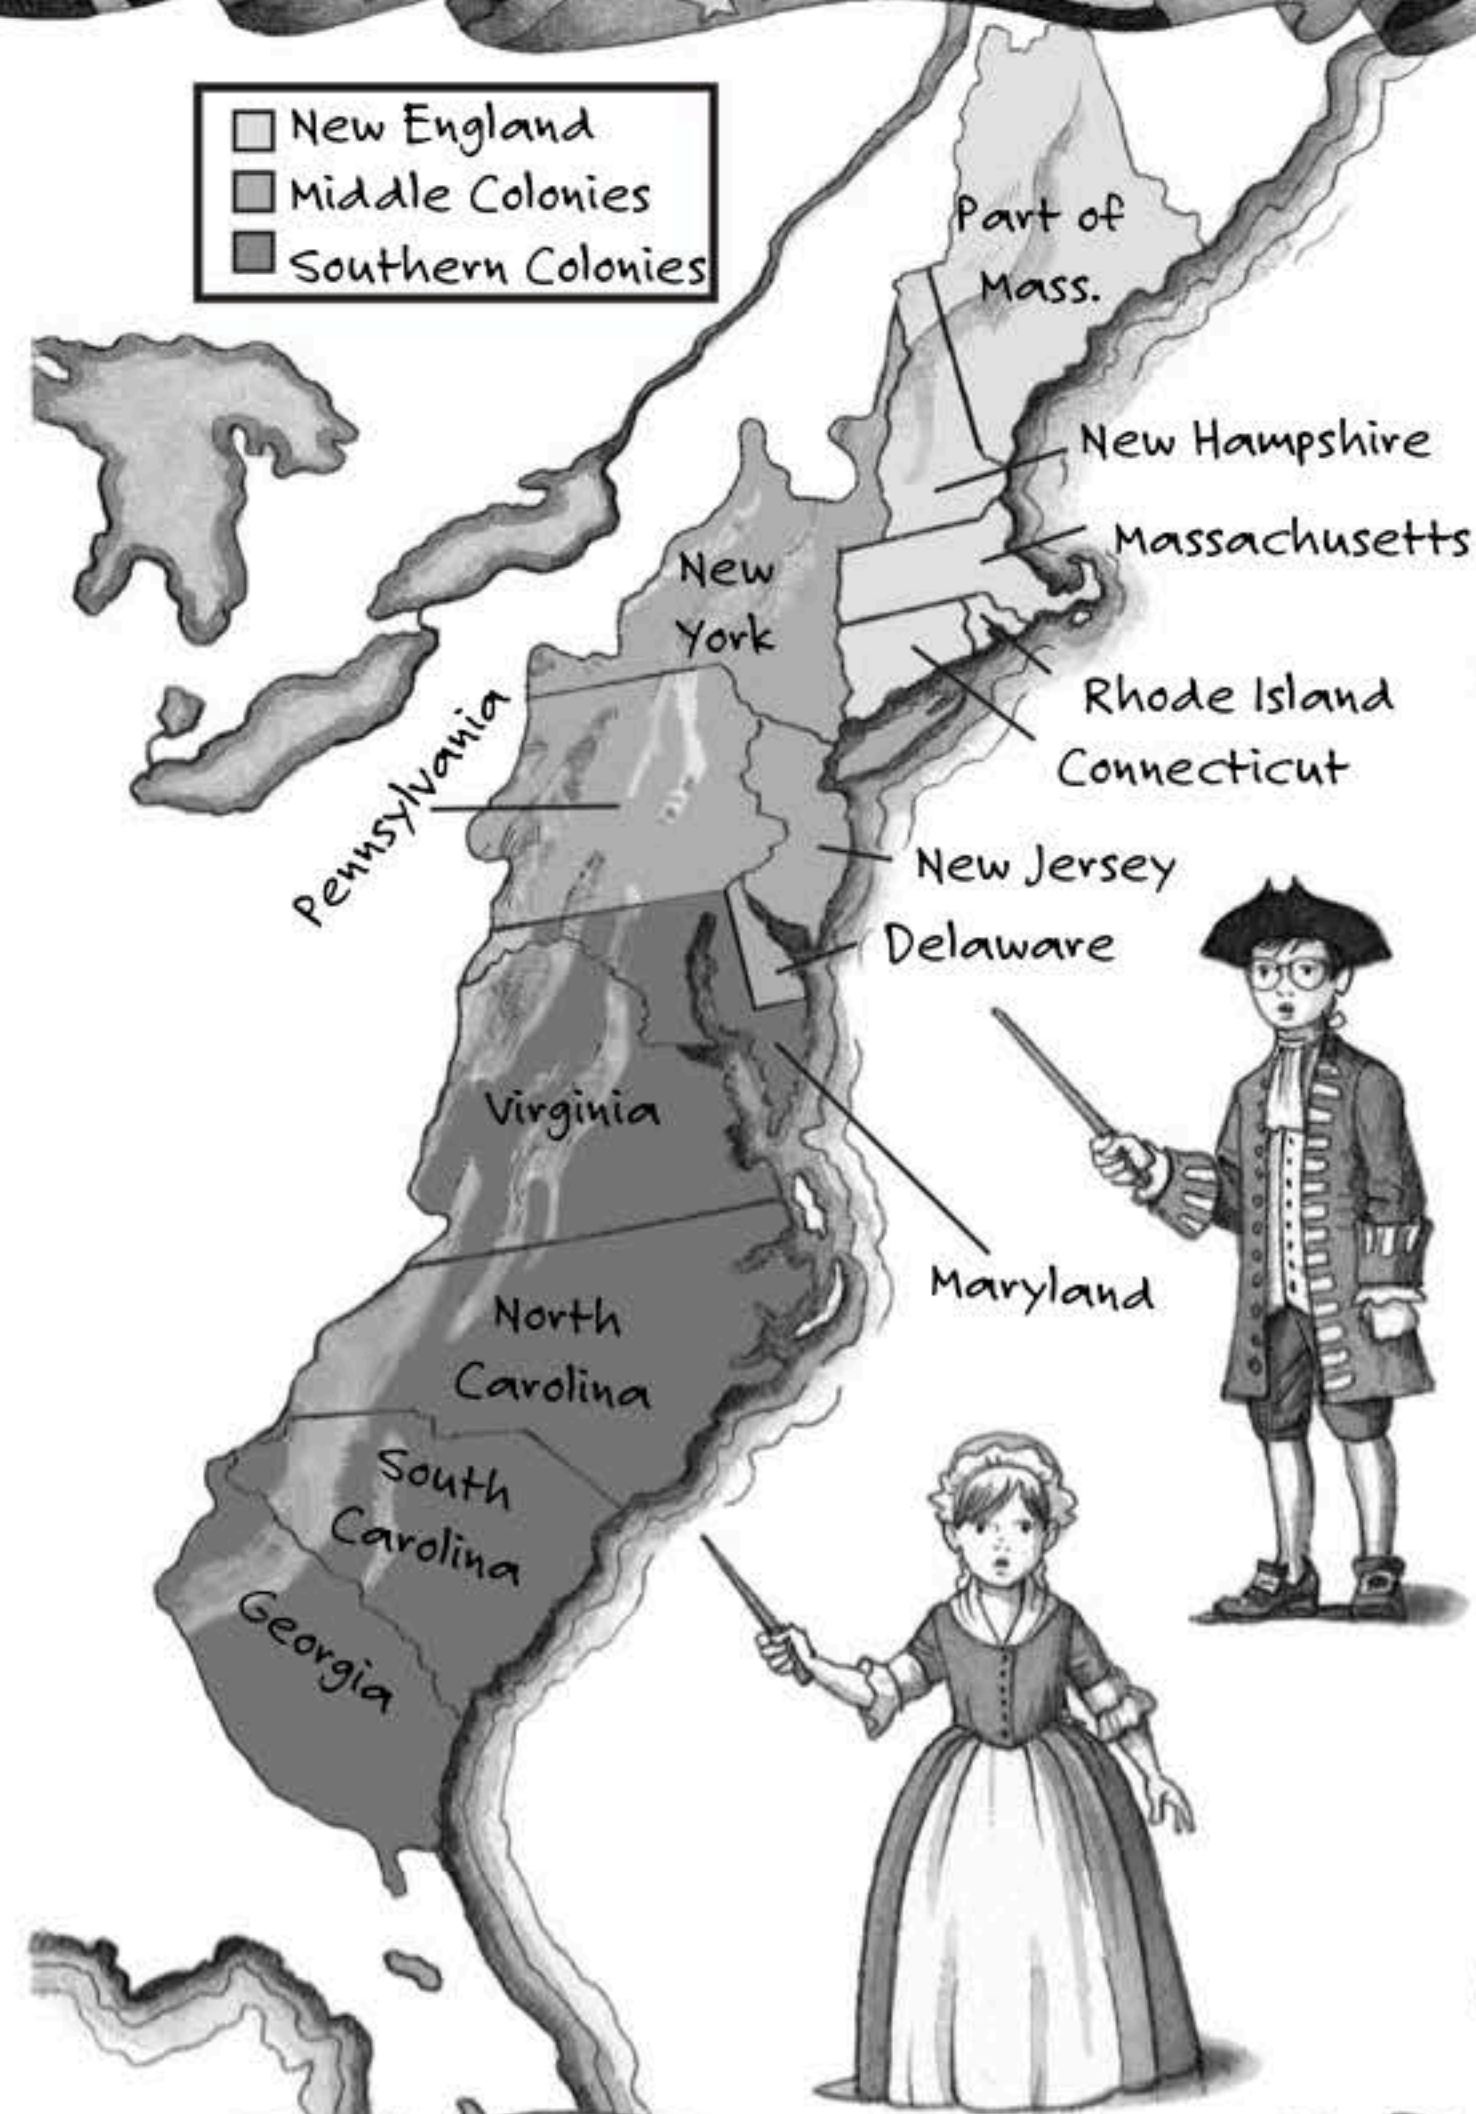 New England
Middle Colonies
Southern Colonies
Part of
Mass.
New Hampshire
Massachusetts
New
York
Rhode Island
Connecticut
Pennsylvania
New Jersey
Delaware
Virginia
Maryland
North
Carolina
South
Carolina
Georgia